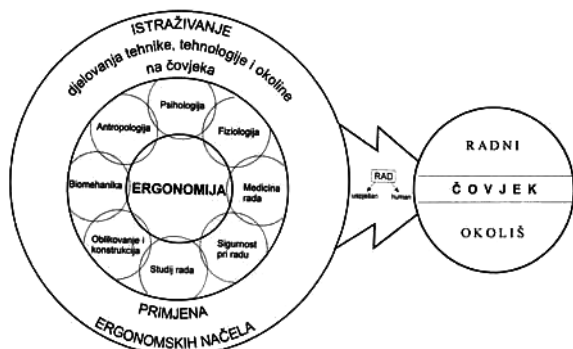 ISTRAŽIVANJE
djelovanja tehnike, tehnologije i okoline
na čovjeka
Psihologija
Antropologija
Fiziologija
Biomehanika
ERGONOMIJA
Medicina
rada
Oblikovanje i
konstrukcija
Sigurnost
pri radu
Studij rada
PRIMJENA
ERGONOMSKIH NAČELA
RAD
uspješan
human
RADNI
ČOVJEK
OKOLIŠ